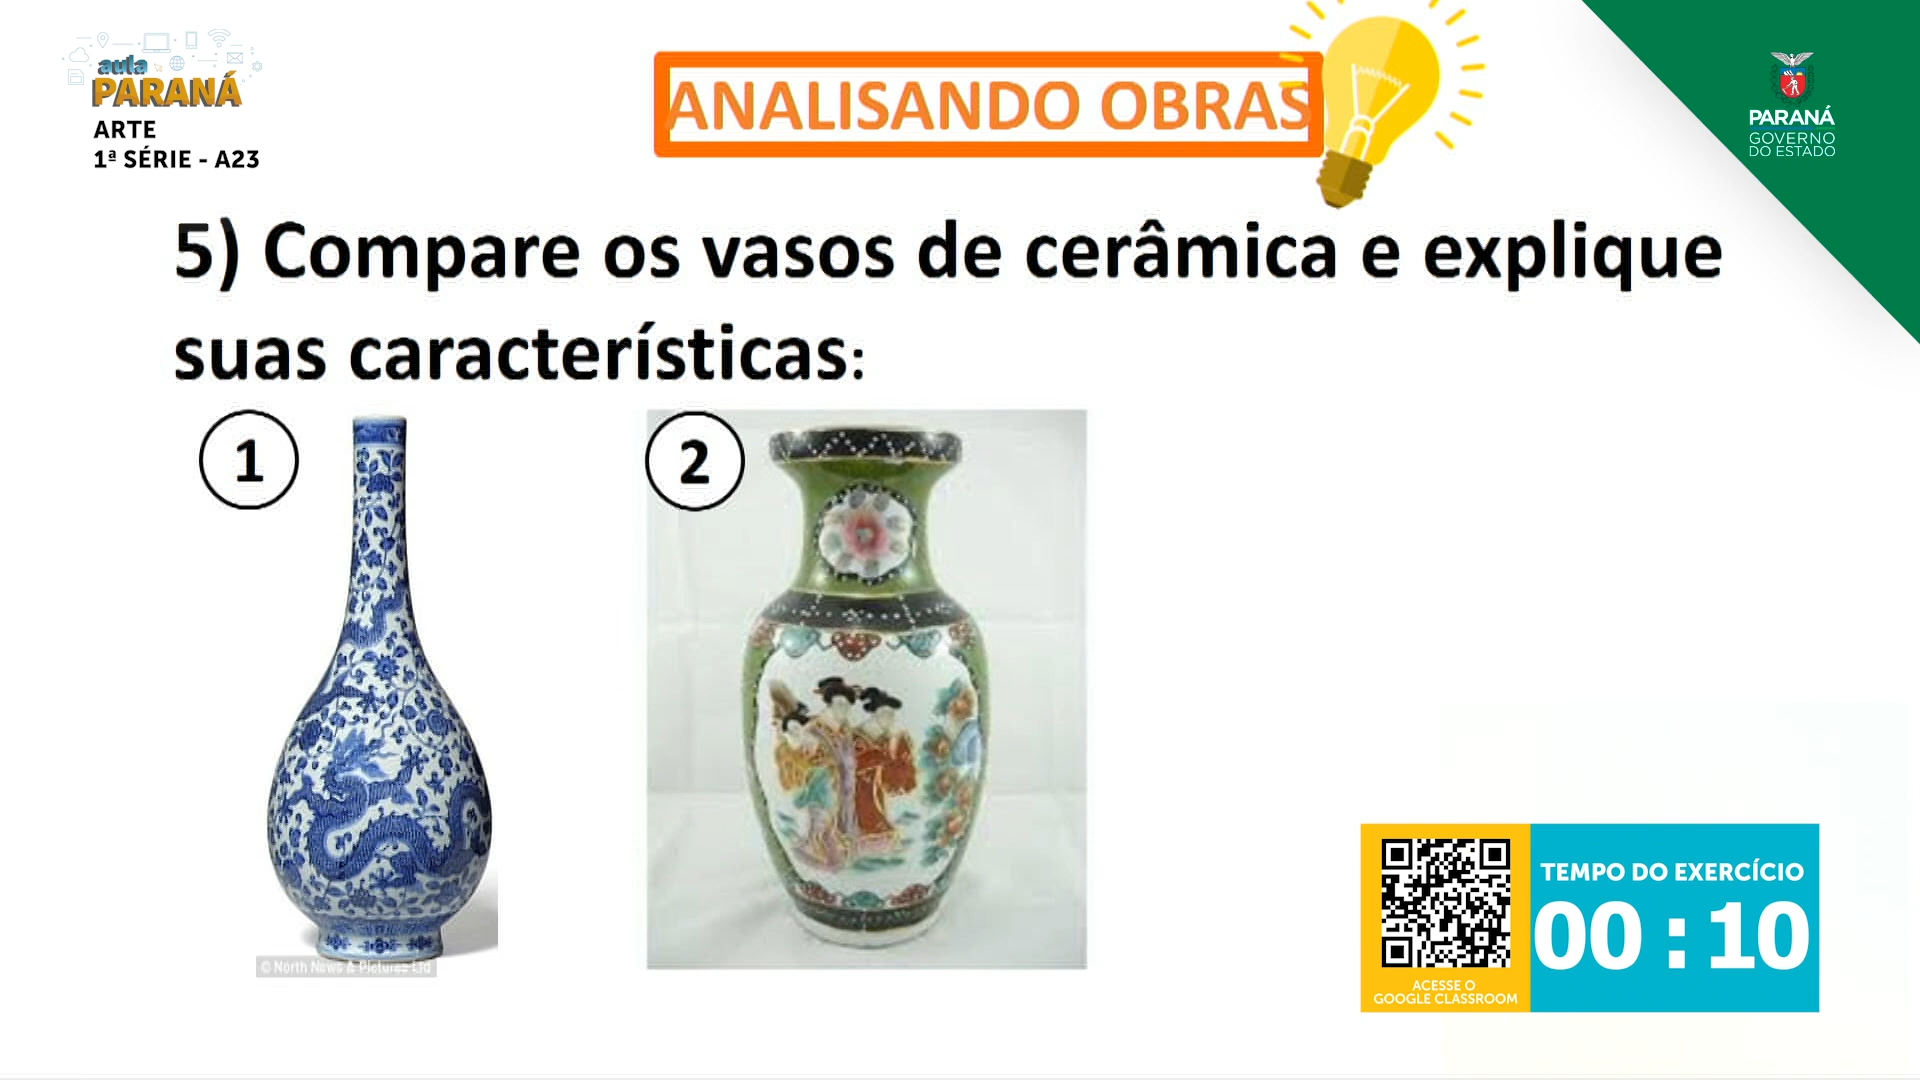 aula
PARANÁ
ARTE
1ª SÉRIE - A23
ANALISANDO OBRAS
PARANÁ
GOVERNO
DO ESTADO
5) Compare os vasos de cerâmica e explique
suas características:
1
2
© North News & Pictures Ltd
TEMPO DO EXERCÍCIO
00 : 10
ACESSE O
GOOGLE CLASSROOM